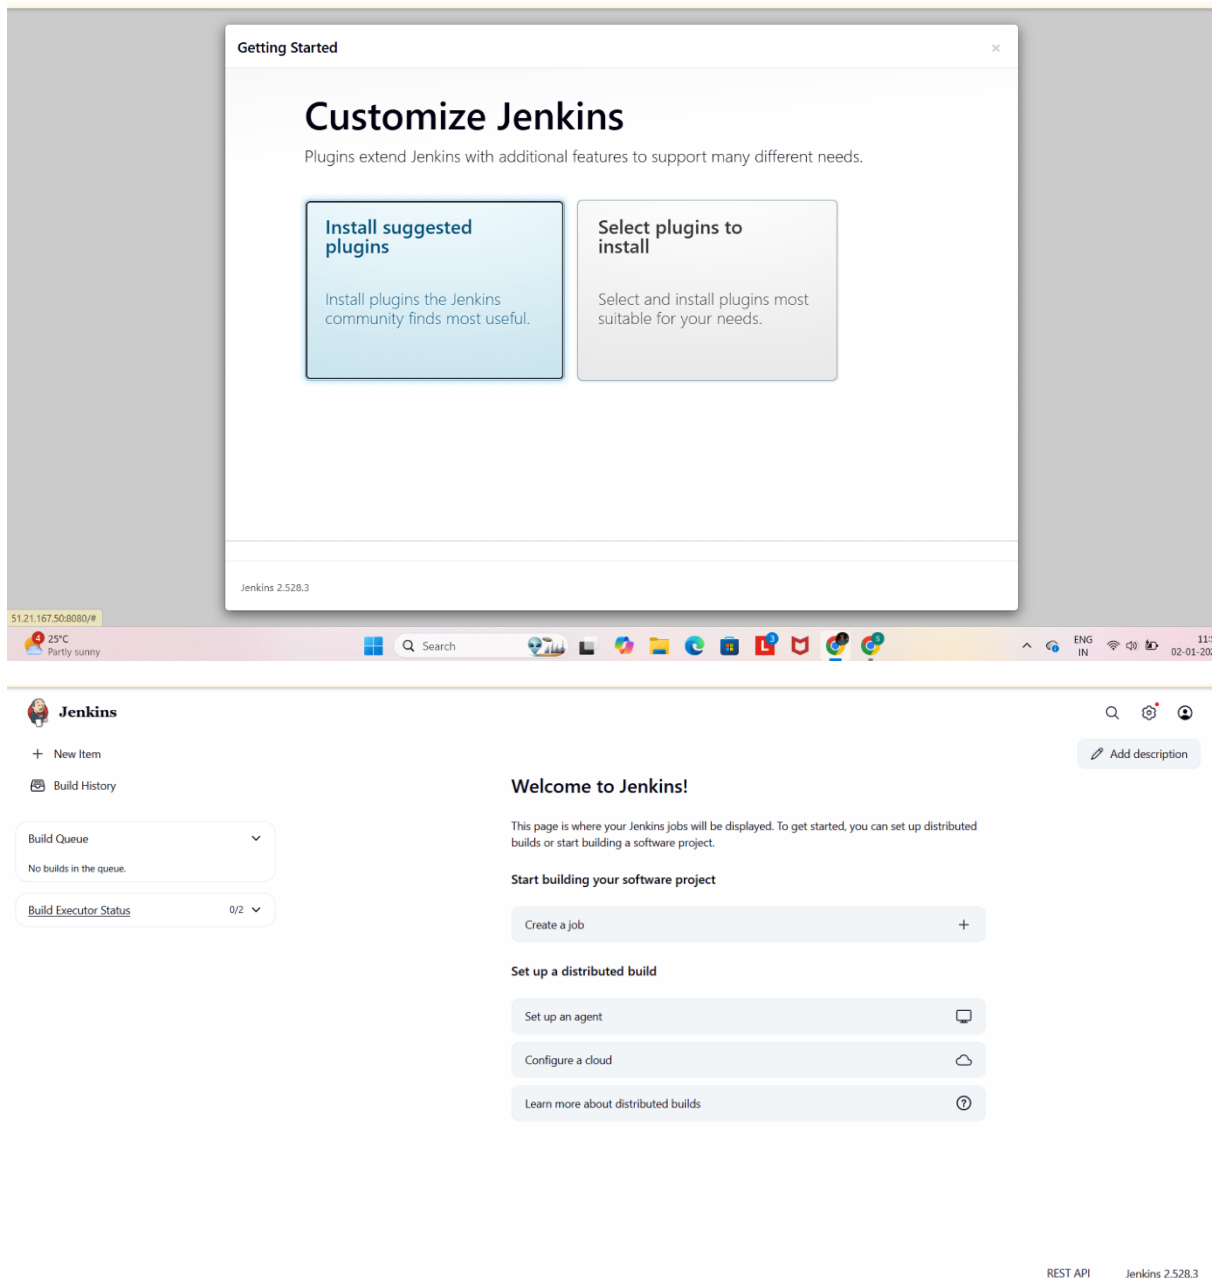 Getting Started
×
Customize Jenkins
Plugins extend Jenkins with additional features to support many different needs.
Install suggested
plugins
Install plugins the Jenkins
community finds most useful.
Select plugins to
install
Select and install plugins most
suitable for your needs.
Jenkins 2.528.3
51.21.167.50:8080/#
4
25°C
Partly sunny
Search
3
5
ENG
IN
02-01-
Jenkins
New Item
Build History
Add description
Welcome to Jenkins!
This page is where your Jenkins jobs will be displayed. To get started, you can set up distributed
builds or start building a software project.
Build Queue
No builds in the queue.
Build Executor Status
0/2
Start building your software project
Create a job
Set up a distributed build
Set up an agent
Configure a cloud
Learn more about distributed builds
REST API
Jenkins 2.528.3